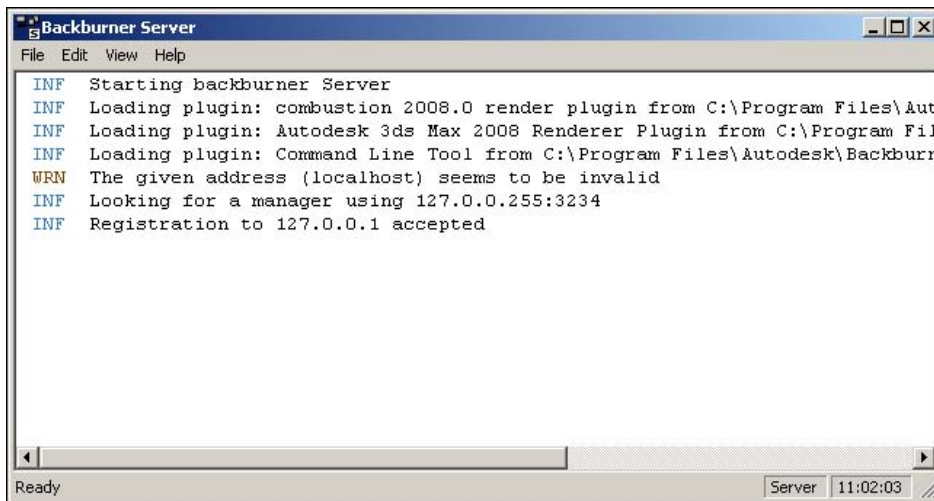 Backburner Server
File Edit View Help
INF Starting backburner Server
INF Loading plugin: combustion 2008.0 render plugin from C:\Program Files\Aut
INF Loading plugin: Autodesk 3ds Max 2008 Renderer Plugin from C:\Program Fil
INF Loading plugin: Command Line Tool from C:\Program Files\Autodesk\Backburr
WRN The given address (localhost) seems to be invalid
INF Looking for a manager using 127.0.0.255:3234
INF Registration to 127.0.0.1 accepted
Ready Server 11:02:03